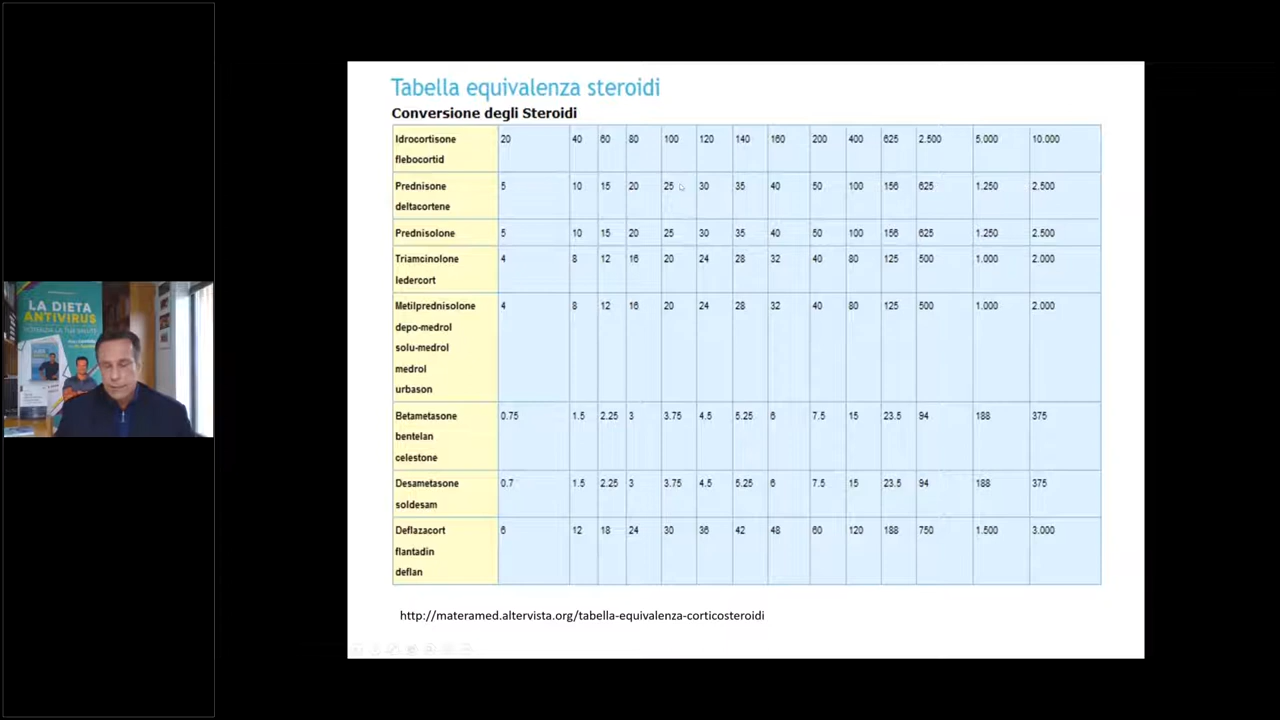 Tabella equivalenza steroidi
Conversione degli Steroidi
Idrocortisone 20 40 60 80 100 120 140 160 200 400 625 2.500 5.000 10.000
flebocortid
Prednisone 5 10 15 20 25 30 35 40 50 100 156 625 1.250 2.500
deltacortene
Prednisolone 5 10 15 20 25 30 35 40 50 100 156 625 1.250 2.500
Triamcinolone 4 8 12 16 20 24 28 32 40 80 125 500 1.000 2.000
ledercort
Metilprednisolone 4 8 12 16 20 24 28 32 40 80 125 500 1.000 2.000
depo-medrol
solu-medrol
medrol
urbason
Betametasone 0.75 1.5 2.25 3 3.75 4.5 5.25 6 7.5 15 23.5 94 188 375
bentelan
celestone
Desametasone 0.7 1.5 2.25 3 3.75 4.5 5.25 6 7.5 15 23.5 94 188 375
soldesam
Deflazacort 6 12 18 24 30 36 42 48 60 120 188 750 1.500 3.000
flantadin
deflan
http://materamed.altervista.org/tabella-equivalenza-corticosteroidi
LA DIETA
ANTIVIRUS